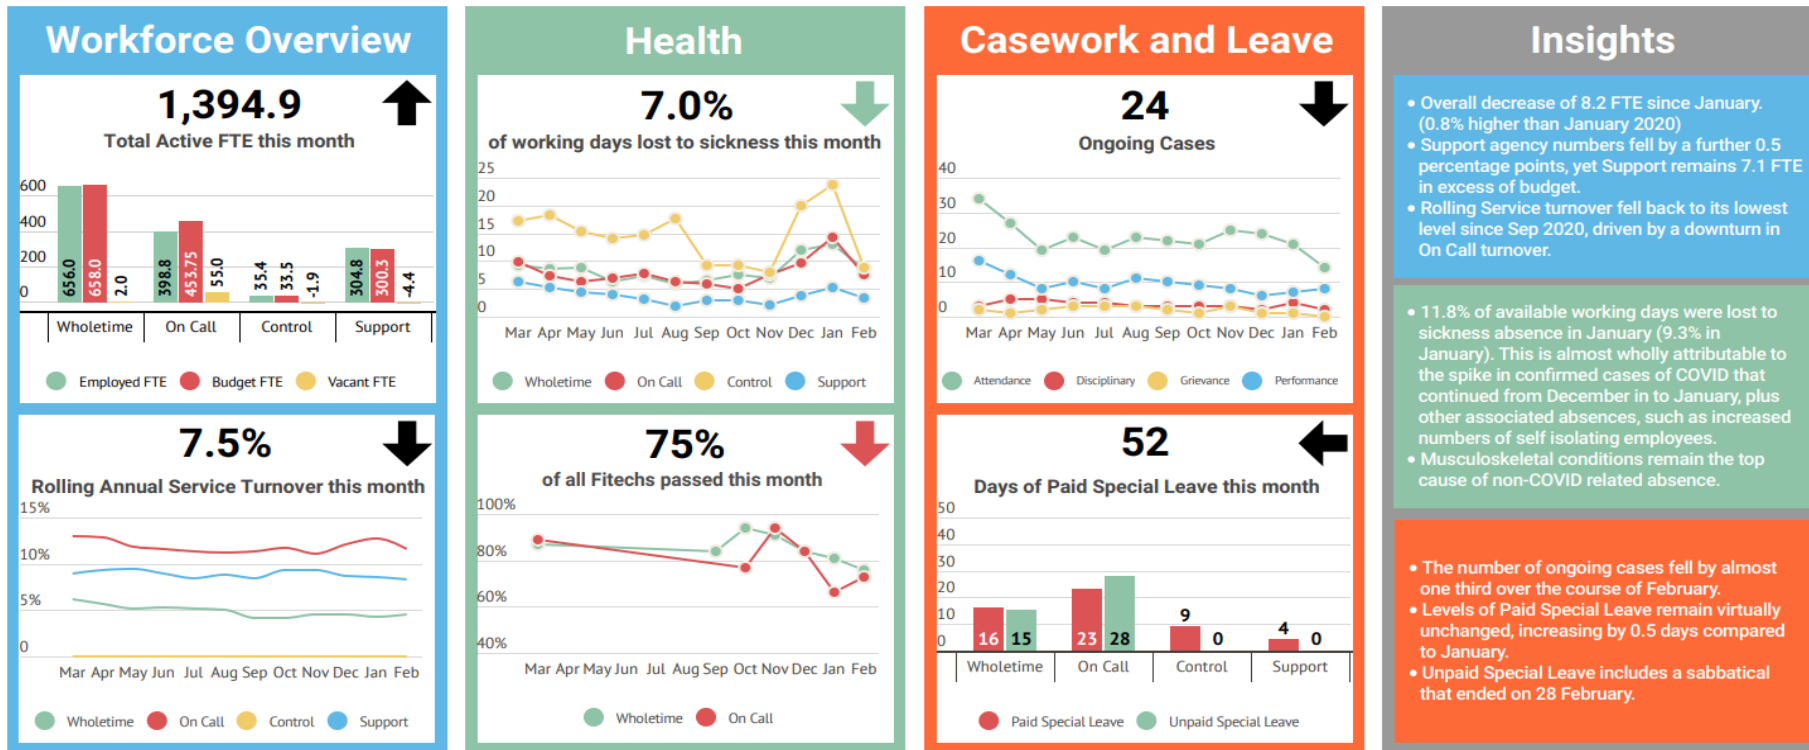 Workforce Overview
1,394.9
Total Active FTE this month
600
400
200
0
656.0
658.0
2.0
398.8
453.75
55.0
35.4
33.5
-1.9
304.8
300.3
-4.4
Wholetime
On Call
Control
Support
Employed FTE
Budget FTE
Vacant FTE
7.5%
Rolling Annual Service Turnover this month
15%
10%
5%
0
Mar Apr May Jun Jul Aug Sep Oct Nov Dec Jan Feb
Wholetime
On Call
Control
Support
Health
7.0%
of working days lost to sickness this month
25
20
15
10
5
0
Mar Apr May Jun Jul Aug Sep Oct Nov Dec Jan Feb
Wholetime
On Call
Control
Support
75%
of all Fitechs passed this month
100%
80%
60%
40%
Mar Apr May Jun Jul Aug Sep Oct Nov Dec Jan Feb
Wholetime
On Call
Casework and Leave
24
Ongoing Cases
40
30
20
10
0
Mar Apr May Jun Jul Aug Sep Oct Nov Dec Jan Feb
Attendance
Disciplinary
Grievance
Performance
52
Days of Paid Special Leave this month
50
40
30
20
10
0
16
15
23
28
9
0
4
0
Wholetime
On Call
Control
Support
Paid Special Leave
Unpaid Special Leave
Insights
• Overall decrease of 8.2 FTE since January.
(0.8% higher than January 2020)
• Support agency numbers fell by a further 0.5
percentage points, yet Support remains 7.1 FTE
in excess of budget.
• Rolling Service turnover fell back to its lowest
level since Sep 2020, driven by a downturn in
On Call turnover.
• 11.8% of available working days were lost to
sickness absence in January (9.3% in
January). This is almost wholly attributable to
the spike in confirmed cases of COVID that
continued from December in to January, plus
other associated absences, such as increased
numbers of self isolating employees.
• Musculoskeletal conditions remain the top
cause of non-COVID related absence.
• The number of ongoing cases fell by almost
one third over the course of February.
• Levels of Paid Special Leave remain virtually
unchanged, increasing by 0.5 days compared
to January.
• Unpaid Special Leave includes a sabbatical
that ended on 28 February.